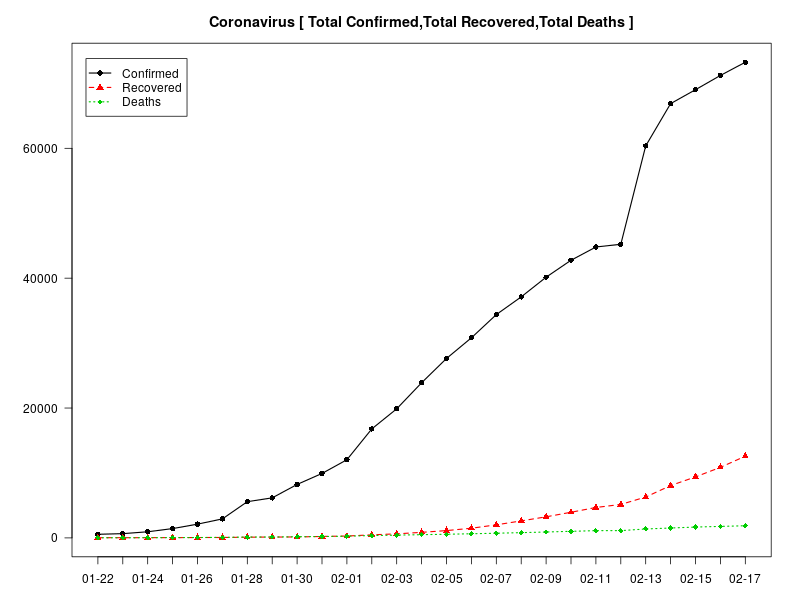 Coronavirus [ Total Confirmed,Total Recovered,Total Deaths ]
Confirmed
Recovered
Deaths
60000
40000
20000
0
01-22 01-24 01-26 01-28 01-30 02-01 02-03 02-05 02-07 02-09 02-11 02-13 02-15 02-17